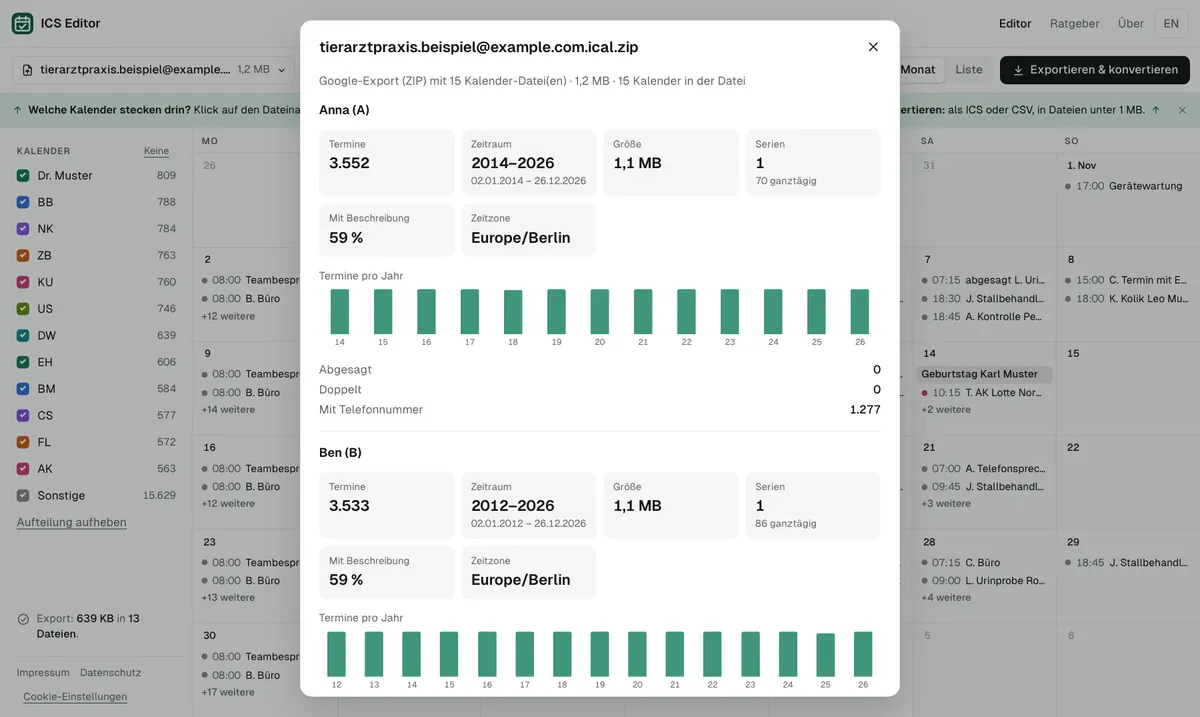 ICS Editor
Editor
Ratgeber
Über
EN
tierarztpraxis.beispiel@example.... 1,2 MB
Monat
Liste
Exportieren & konvertieren
↑ Welche Kalender stecken drin? Klick auf den Dateina
ertieren: als ICS oder CSV, in Dateien unter 1 MB. ↑
KALENDER
Keine
Dr. Muster 809
BB 788
NK 784
ZB 763
KU 760
US 746
DW 639
EH 606
BM 584
CS 577
FL 572
AK 563
Sonstige 15.629
Aufteilung aufheben
Export: 639 KB in 13
Dateien.
Impressum Datenschutz
Cookie-Einstellungen
MO
26
2
08:00 Teambespr
08:00 B. Büro
+12 weitere
9
08:00 Teambespr
08:00 B. Büro
+14 weitere
16
08:00 Teambespr
08:00 B. Büro
+12 weitere
23
08:00 Teambespr
08:00 B. Büro
+13 weitere
30
08:00 Teambespr
08:00 B. Büro
+17 weitere
tierarztpraxis.beispiel@example.com.ical.zip
Google-Export (ZIP) mit 15 Kalender-Datei(en) · 1,2 MB · 15 Kalender in der Datei
Anna (A)
Termine
3.552
Zeitraum
2014–2026
02.01.2014 – 26.12.2026
Größe
1,1 MB
Serien
1
70 ganztägig
Mit Beschreibung
59 %
Zeitzone
Europe/Berlin
Termine pro Jahr
14 15 16 17 18 19 20 21 22 23 24 25 26
Abgesagt 0
Doppelt 0
Mit Telefonnummer 1.277
Ben (B)
Termine
3.533
Zeitraum
2012–2026
02.01.2012 – 26.12.2026
Größe
1,1 MB
Serien
1
86 ganztägig
Mit Beschreibung
59 %
Zeitzone
Europe/Berlin
Termine pro Jahr
12 13 14 15 16 17 18 19 20 21 22 23 24 25 26
SA
31
7
07:15 abgesagt L. Uri...
18:30 J. Stallbehandl...
18:45 A. Kontrolle Pe...
14
Geburtstag Karl Muster
10:15 T. AK Lotte Nor...
+2 weitere
21
07:00 A. Telefonsprec...
09:45 J. Stallbehandl...
+3 weitere
28
07:15 C. Büro
09:00 L. Urinprobe Ro...
+4 weitere
5
SO
1. Nov
17:00 Gerätewartung
8
15:00 C. Termin mit E...
18:00 K. Kolik Leo Mu...
15
22
29
18:45 J. Stallbehandl...
6